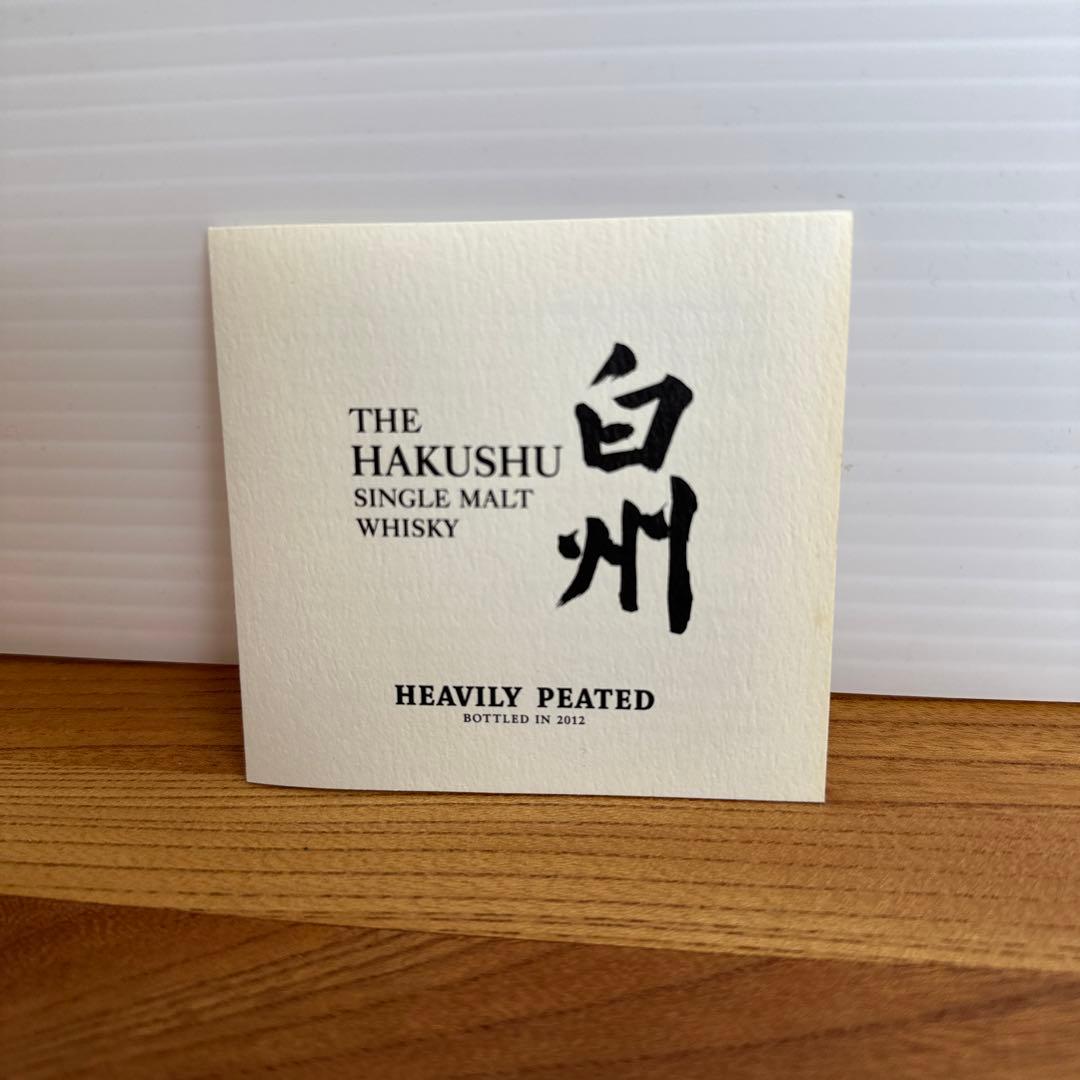 THE
HAKUSHU
SINGLE MALT
WHISKY
白州
HEAVILY PEATED
BOTTLED IN 2012